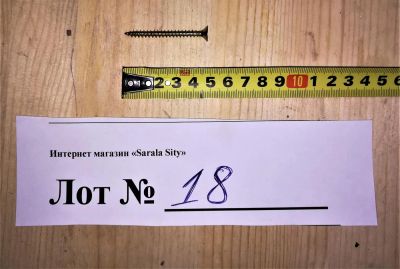 2 3 4 5 6 7 8 9 10 1 2 3 4 5 6
Интернет магазин «Sarala Sity»
Лот № 18